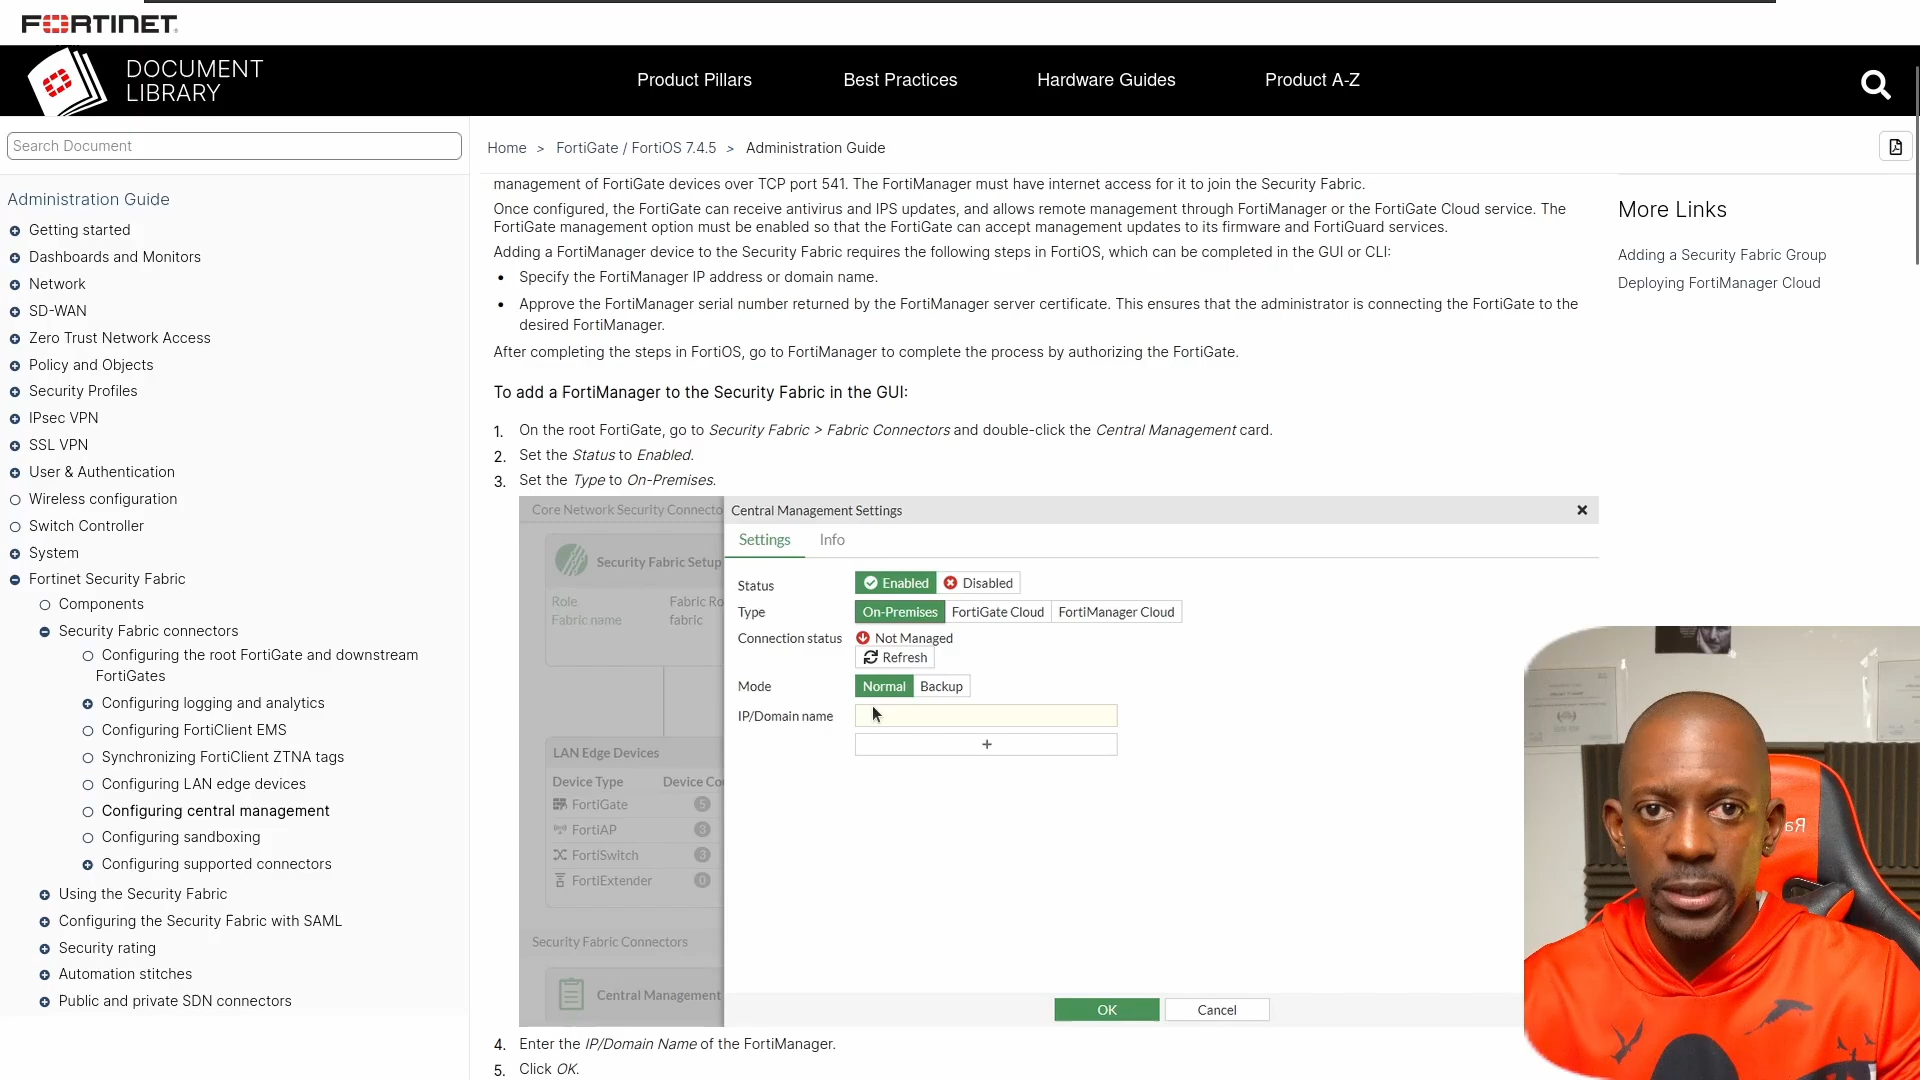 FORTINET
DOCUMENT
LIBRARY
Product Pillars
Best Practices
Hardware Guides
Product A-Z
Search Document
Home > FortiGate / FortiOS 7.4.5 > Administration Guide
Administration Guide
Getting started
Dashboards and Monitors
Network
SD-WAN
Zero Trust Network Access
Policy and Objects
Security Profiles
IPsec VPN
SSL VPN
User & Authentication
Wireless configuration
Switch Controller
System
Fortinet Security Fabric
Components
Security Fabric connectors
Configuring the root FortiGate and downstream
FortiGates
Configuring logging and analytics
Configuring FortiClient EMS
Synchronizing FortiClient ZTNA tags
Configuring LAN edge devices
Configuring central management
Configuring sandboxing
Configuring supported connectors
Using the Security Fabric
Configuring the Security Fabric with SAML
Security rating
Automation stitches
Public and private SDN connectors
management of FortiGate devices over TCP port 541. The FortiManager must have internet access for it to join the Security Fabric.
Once configured, the FortiGate can receive antivirus and IPS updates, and allows remote management through FortiManager or the FortiGate Cloud service. The
FortiGate management option must be enabled so that the FortiGate can accept management updates to its firmware and FortiGuard services.
Adding a FortiManager device to the Security Fabric requires the following steps in FortiOS, which can be completed in the GUI or CLI:
• Specify the FortiManager IP address or domain name.
• Approve the FortiManager serial number returned by the FortiManager server certificate. This ensures that the administrator is connecting the FortiGate to the
desired FortiManager.
After completing the steps in FortiOS, go to FortiManager to complete the process by authorizing the FortiGate.
To add a FortiManager to the Security Fabric in the GUI:
1. On the root FortiGate, go to Security Fabric > Fabric Connectors and double-click the Central Management card.
2. Set the Status to Enabled.
3. Set the Type to On-Premises.
Core Network Security Connecto
Security Fabric Setup
Role Fabric Ro
Fabric name fabric
LAN Edge Devices
Device Type Device Cou
FortiGate 5
FortiAP 3
FortiSwitch 3
FortiExtender 0
Security Fabric Connectors
Central Management
Central Management Settings
Settings Info
Status Enabled Disabled
Type On-Premises FortiGate Cloud FortiManager Cloud
Connection status Not Managed
Refresh
Mode Normal Backup
IP/Domain name
+
OK Cancel
4. Enter the IP/Domain Name of the FortiManager.
5. Click OK.
More Links
Adding a Security Fabric Group
Deploying FortiManager Cloud